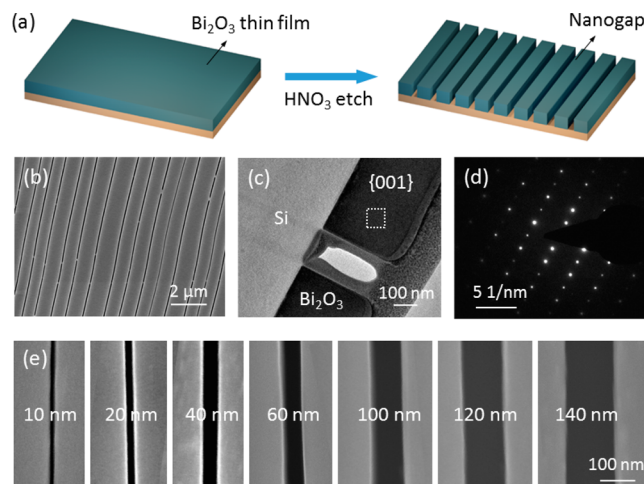 (a)
Bi₂O₃ thin film
HNO₃ etch
Nanogap
(b)
2 μm
(c)
{001}
Si
Bi₂O₃
100 nm
(d)
5 1/nm
(e)
10 nm
20 nm
40 nm
60 nm
100 nm
120 nm
140 nm
100 nm